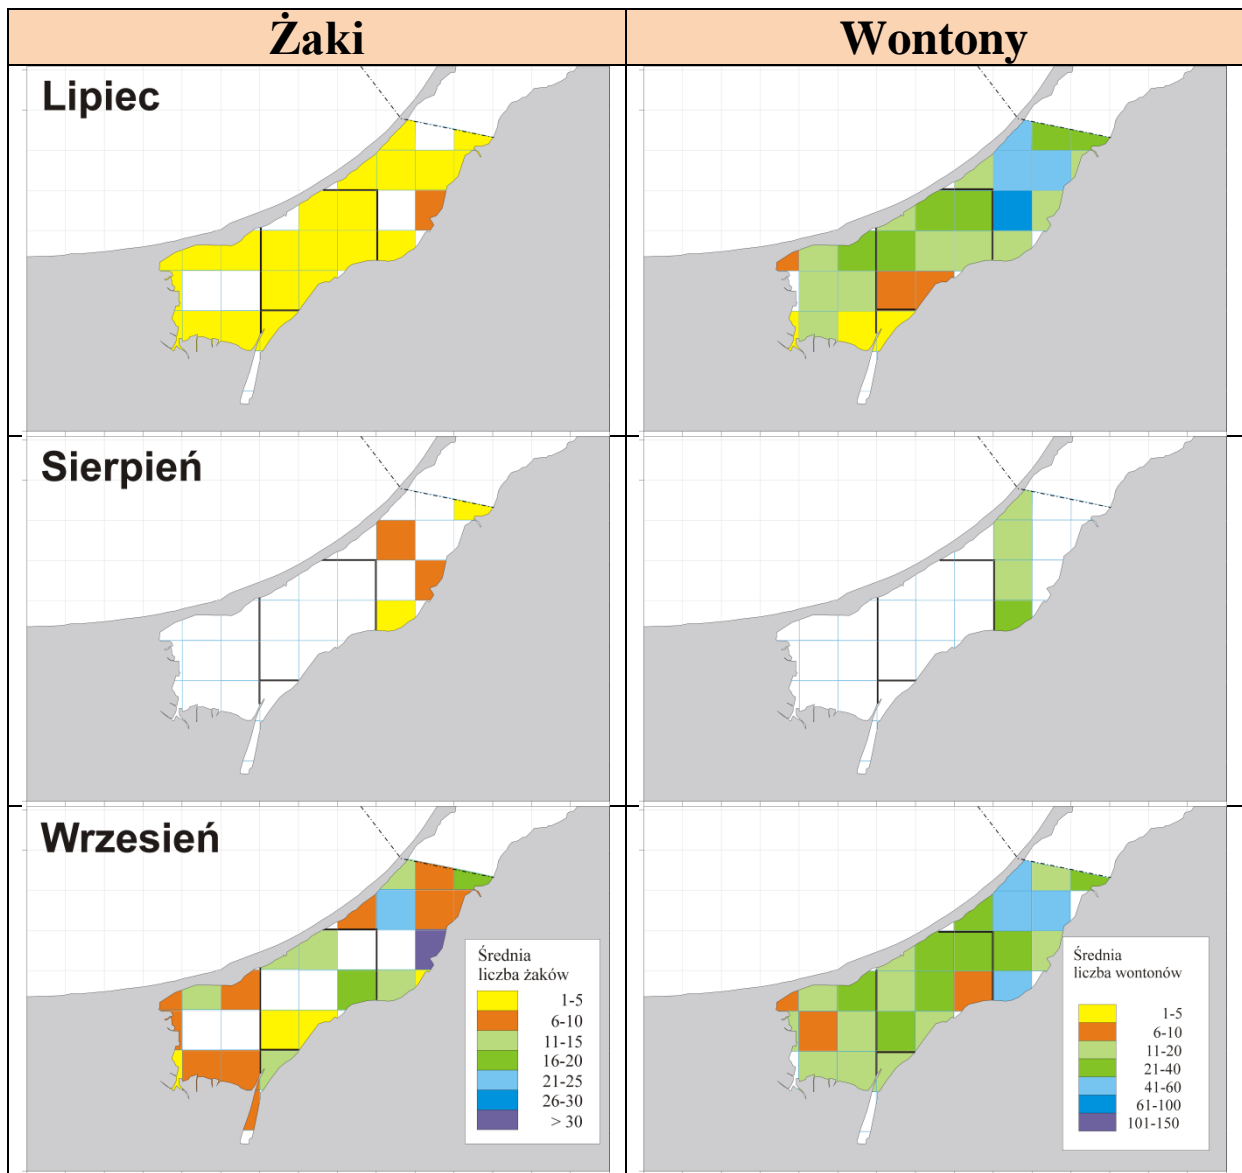 Żaki
Wontony
Lipiec
Sierpień
Wrzesień
Średnia
liczba żaków
1-5
6-10
11-15
16-20
21-25
26-30
> 30
Średnia
liczba wontonów
1-5
6-10
11-20
21-40
41-60
61-100
101-150